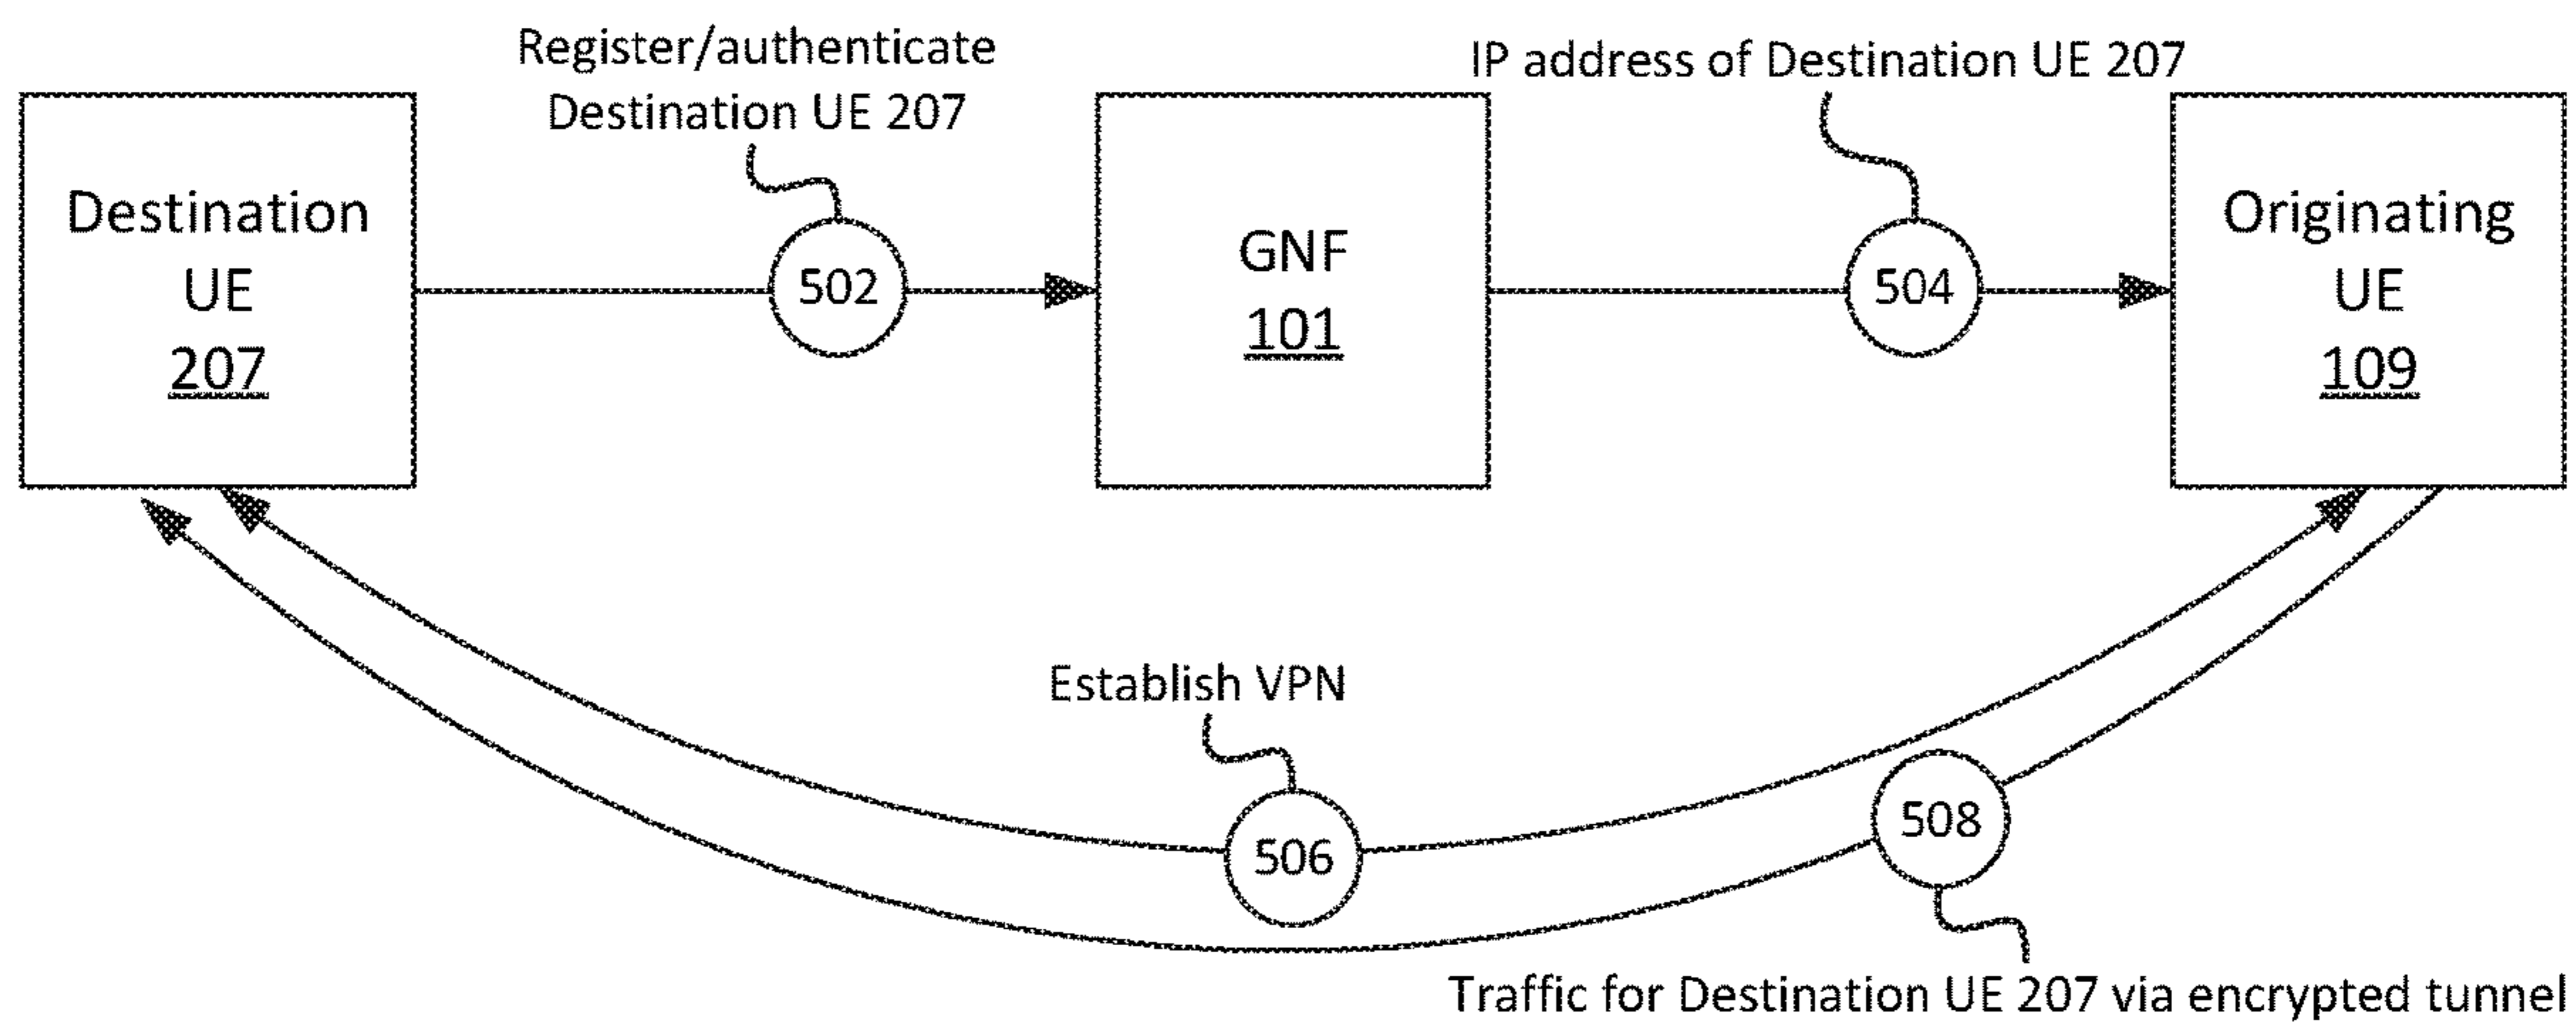 Register/authenticate
Destination UE 207
IP address of Destination UE 207
Destination
UE
207
502
GNF
101
504
Originating
UE
109
Establish VPN
506
508
Traffic for Destination UE 207 via encrypted tunnel